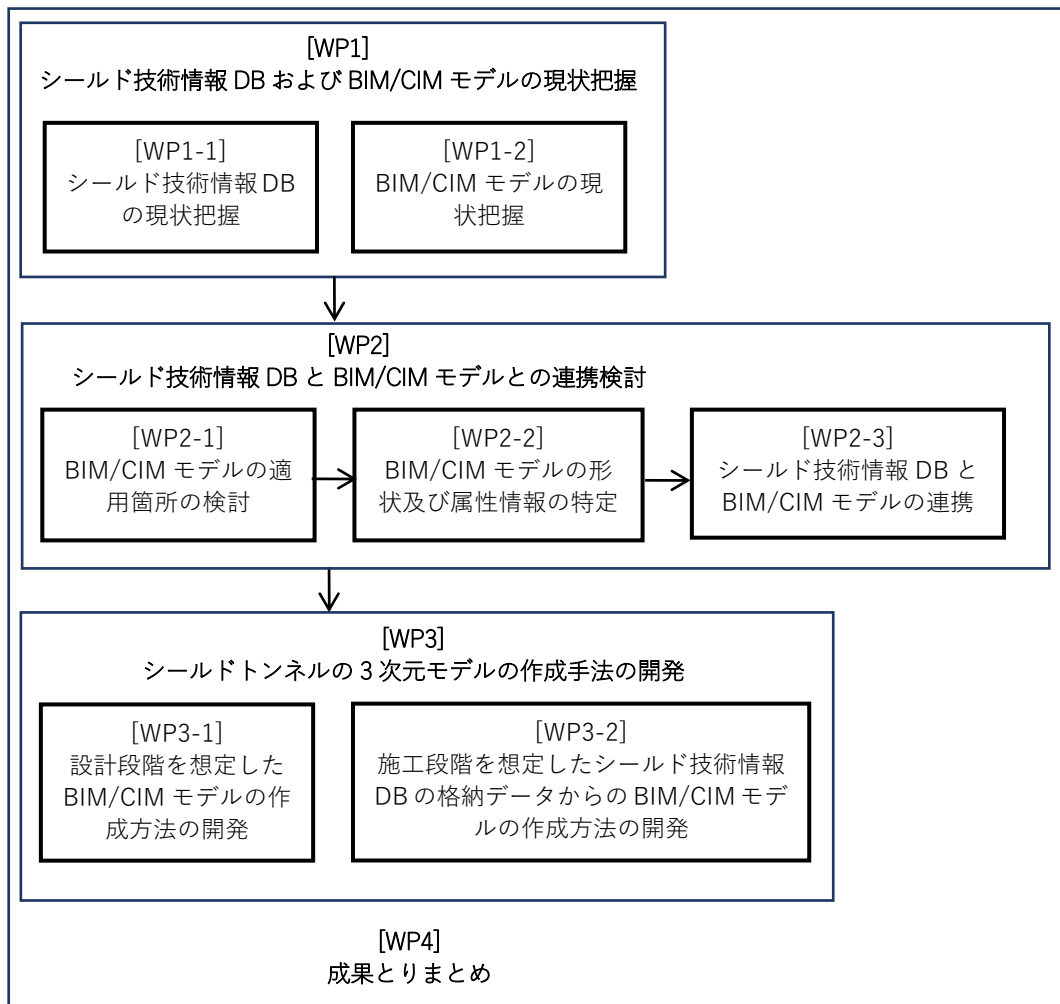 [WP1]
シールド技術情報 DB および BIM/CIM モデルの現状把握
[WP1-1]
シールド技術情報 DB
の現状把握
[WP1-2]
BIM/CIM モデルの現
状把握
[WP2]
シールド技術情報 DB と BIM/CIM モデルとの連携検討
[WP2-1]
BIM/CIM モデルの適
用箇所の検討
[WP2-2]
BIM/CIM モデルの形
状及び属性情報の特定
[WP2-3]
シールド技術情報 DB と
BIM/CIM モデルの連携
[WP3]
シールドトンネルの 3 次元モデルの作成手法の開発
[WP3-1]
設計段階を想定した
BIM/CIM モデルの作
成方法の開発
[WP3-2]
施工段階を想定したシールド技術情報
DB の格納データからの BIM/CIM モデ
ルの作成方法の開発
[WP4]
成果とりまとめ